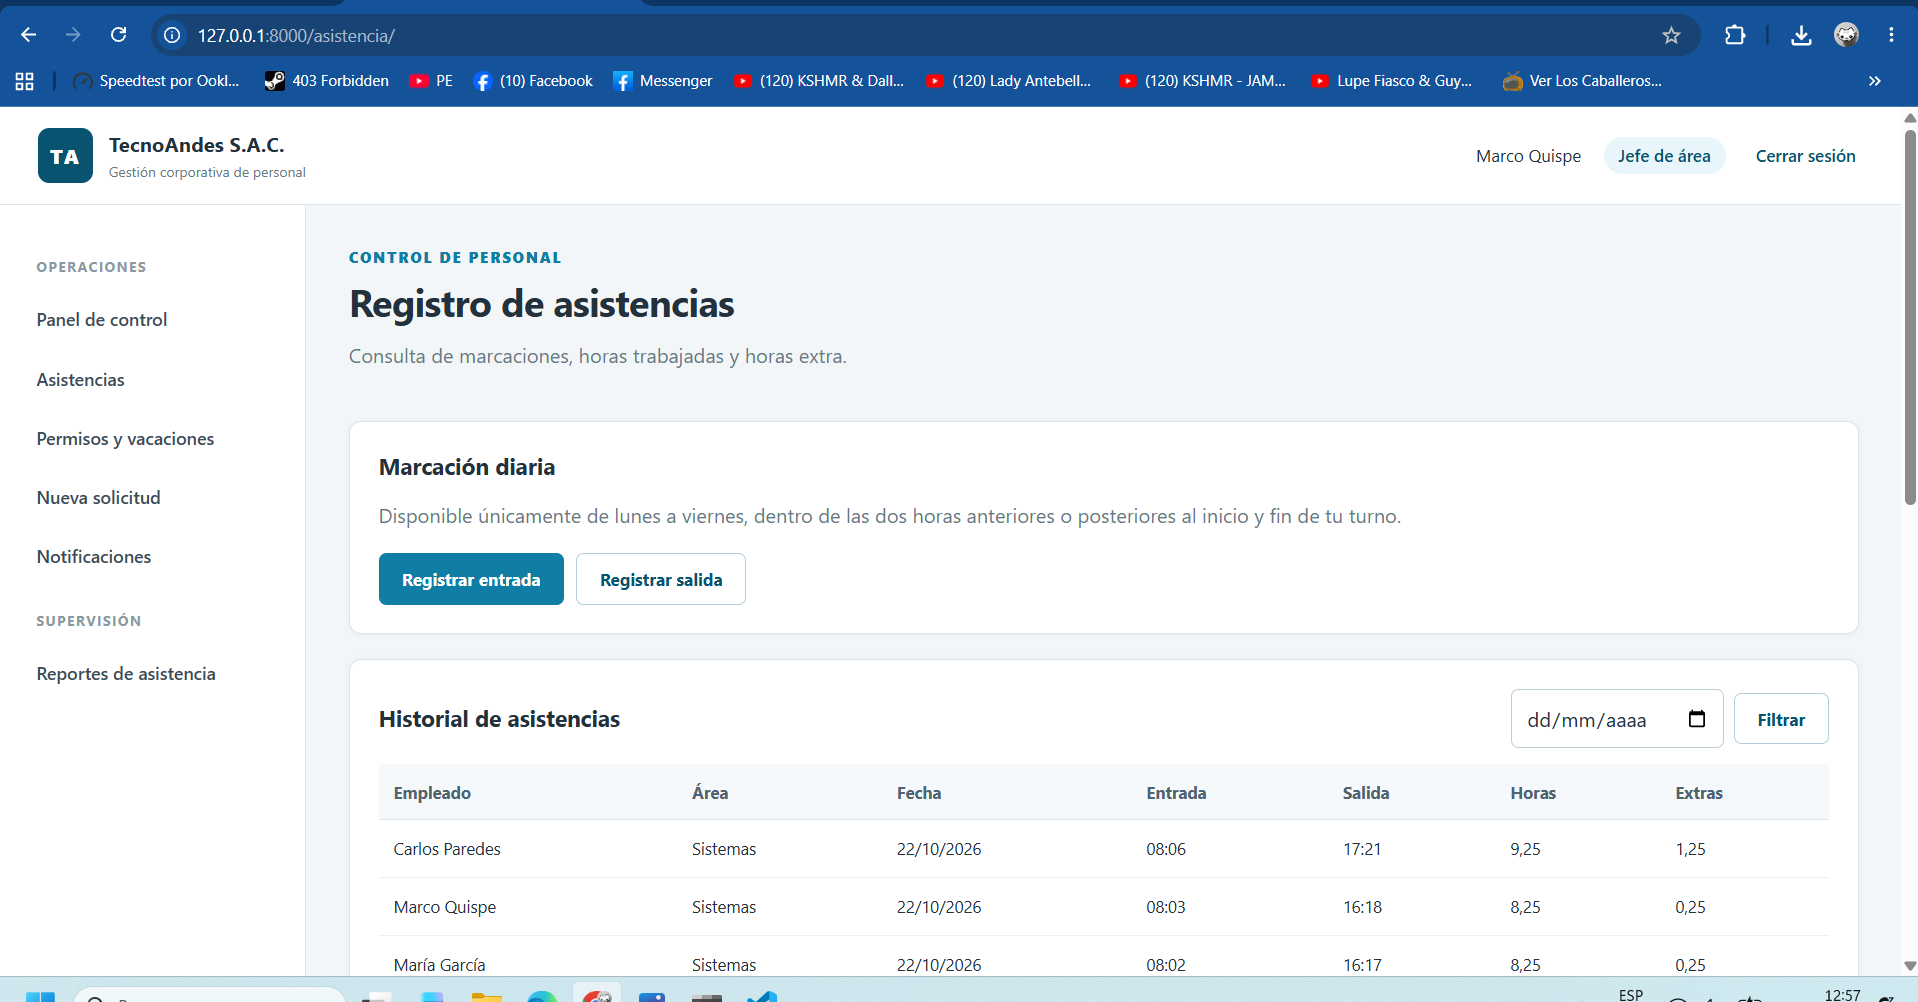 127.0.0.1:8000/asistencia/
Speedtest por Ookl... 403 Forbidden PE (10) Facebook Messenger (120) KSHMR & Dall... (120) Lady Antebell... (120) KSHMR - JAM... Lupe Fiasco & Guy... Ver Los Caballeros... »
TA
TecnoAndes S.A.C.
Gestión corporativa de personal
Marco Quispe Jefe de área Cerrar sesión
OPERACIONES
Panel de control
Asistencias
Permisos y vacaciones
Nueva solicitud
Notificaciones
SUPERVISIÓN
Reportes de asistencia
CONTROL DE PERSONAL
Registro de asistencias
Consulta de marcaciones, horas trabajadas y horas extra.
Marcación diaria
Disponible únicamente de lunes a viernes, dentro de las dos horas anteriores o posteriores al inicio y fin de tu turno.
Registrar entrada Registrar salida
Historial de asistencias
dd/mm/aaaa Filtrar
Empleado Área Fecha Entrada Salida Horas Extras
Carlos Paredes Sistemas 22/10/2026 08:06 17:21 9,25 1,25
Marco Quispe Sistemas 22/10/2026 08:03 16:18 8,25 0,25
María García Sistemas 22/10/2026 08:02 16:17 8,25 0,25
ESP 12:57